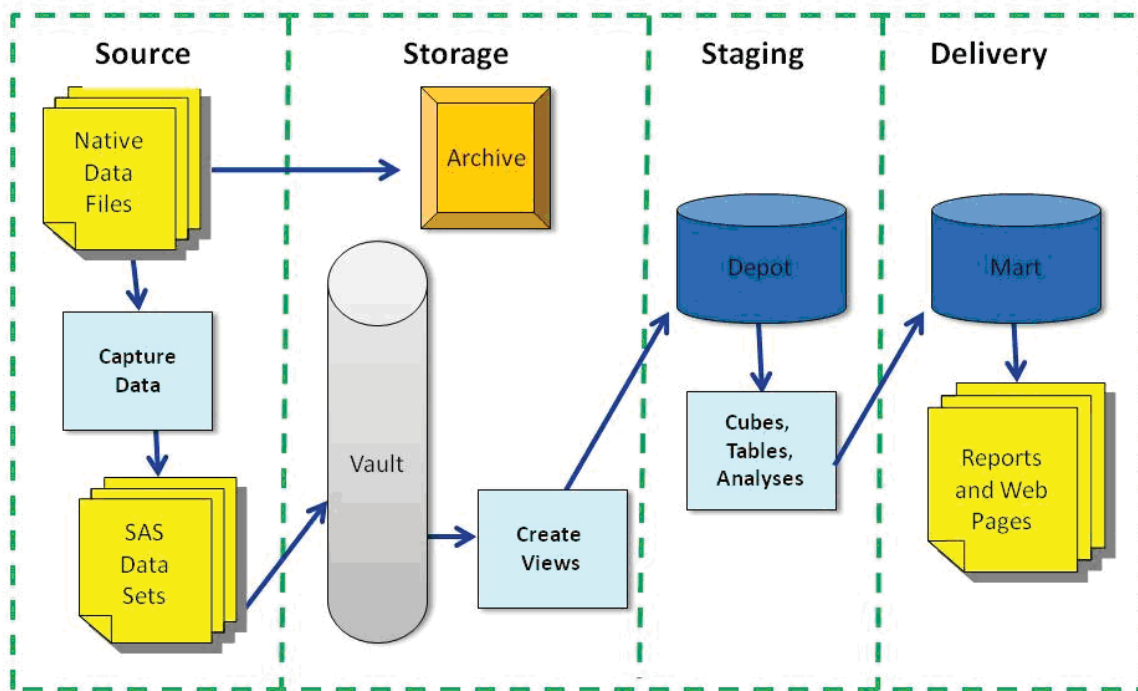 Source
Storage
Staging
Delivery
Native
Data
Files
Archive
Capture
Data
SAS
Data
Sets
Vault
Create
Views
Depot
Cubes,
Tables,
Analyses
Mart
Reports
and Web
Pages